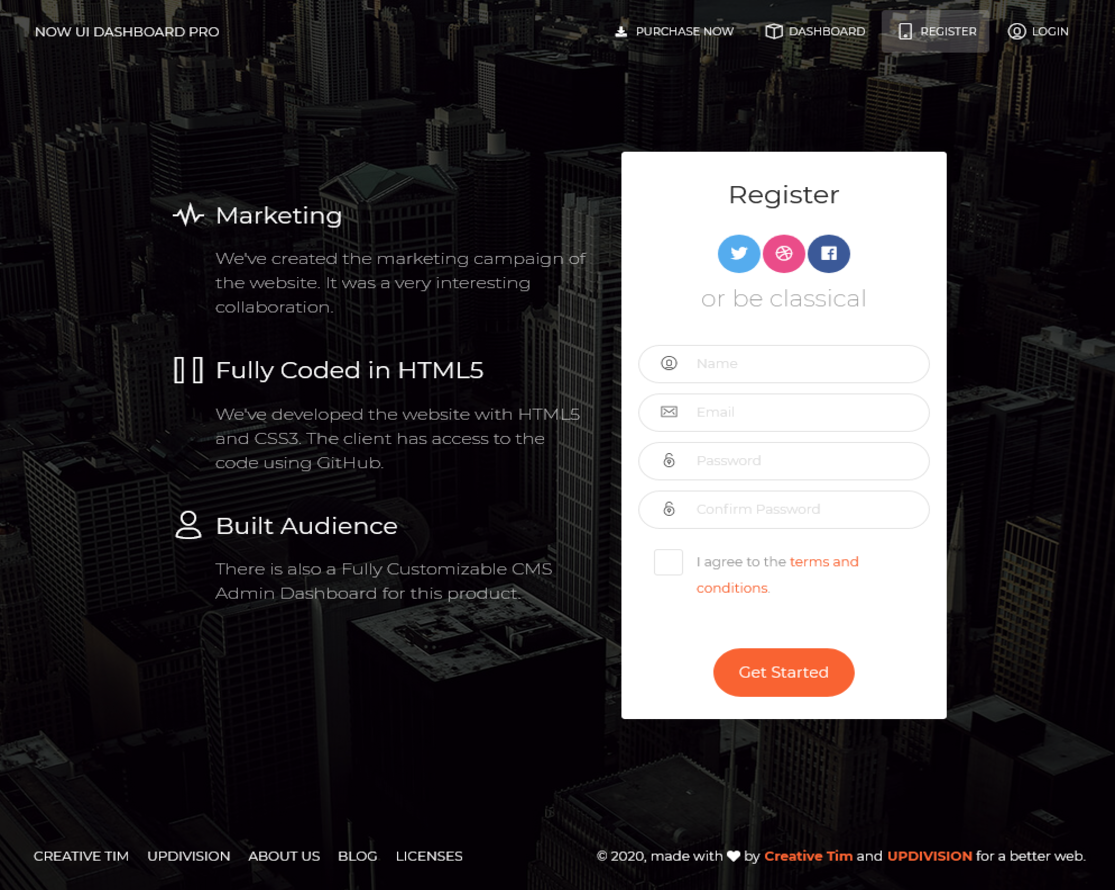 NOW UI DASHBOARD PRO
PURCHASE NOW
DASHBOARD
REGISTER
LOGIN
Marketing
We've created the marketing campaign of
the website. It was a very interesting
collaboration.
Fully Coded in HTML5
We've developed the website with HTML5
and CSS3. The client has access to the
code using GitHub.
Built Audience
There is also a Fully Customizable CMS
Admin Dashboard for this product.
Register
or be classical
Name
Email
Password
Confirm Password
I agree to the terms and
conditions.
Get Started
CREATIVE TIM
UPDIVISION
ABOUT US
BLOG
LICENSES
© 2020, made with ♥ by Creative Tim and UPDIVISION for a better web.